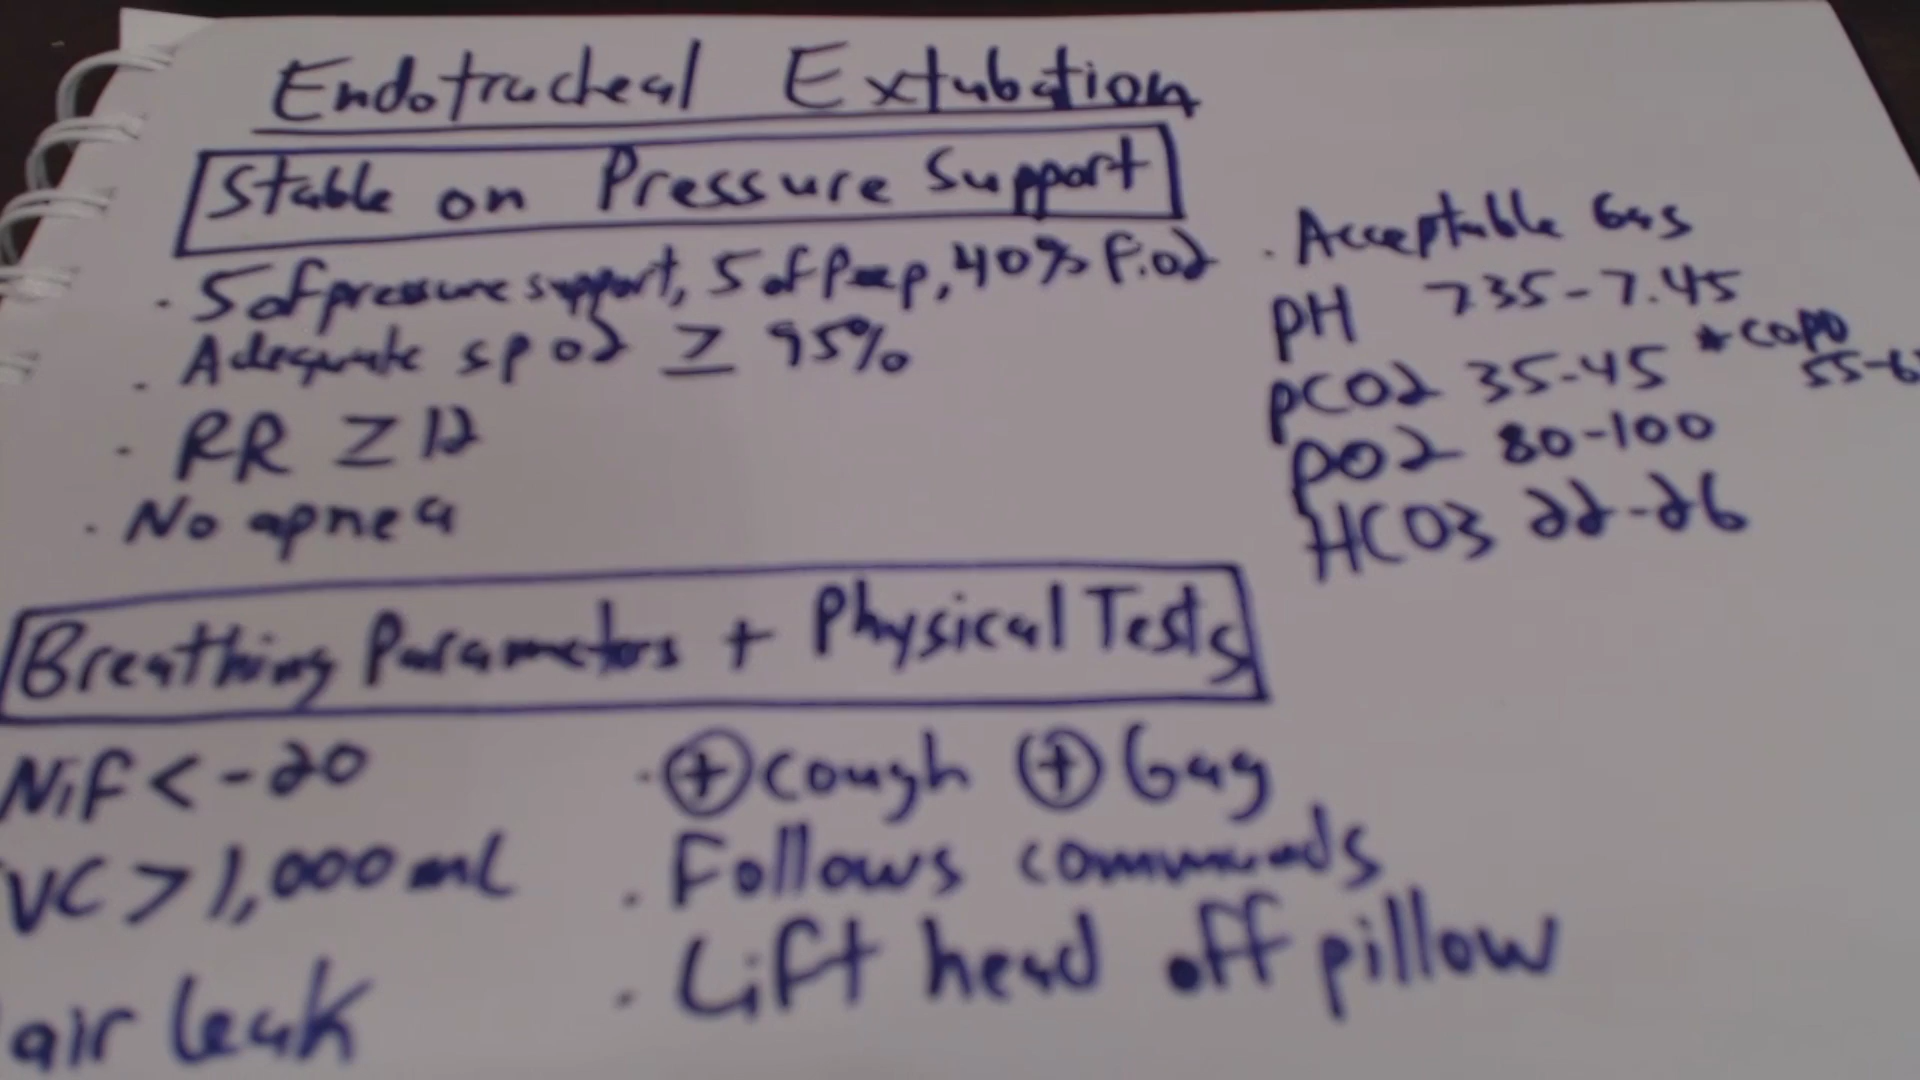 Endotracheal Extubation
Stable on Pressure Support
· 5 of pressure support, 5 of Peep, 40% Fio2
· Adequate spo2 ≥ 95%
· RR ≥ 12
· No apnea
· Acceptable Gas
pH 735-7.45
pCO2 35-45 *COPD
55-6
pO2 80-100
HCO3 22-26
Breathing Parameters + Physical Tests
Nif < -20
VC > 1,000 mL
air leak
· ⊕ cough ⊕ Gag
· Follows commands
· Lift head off pillow